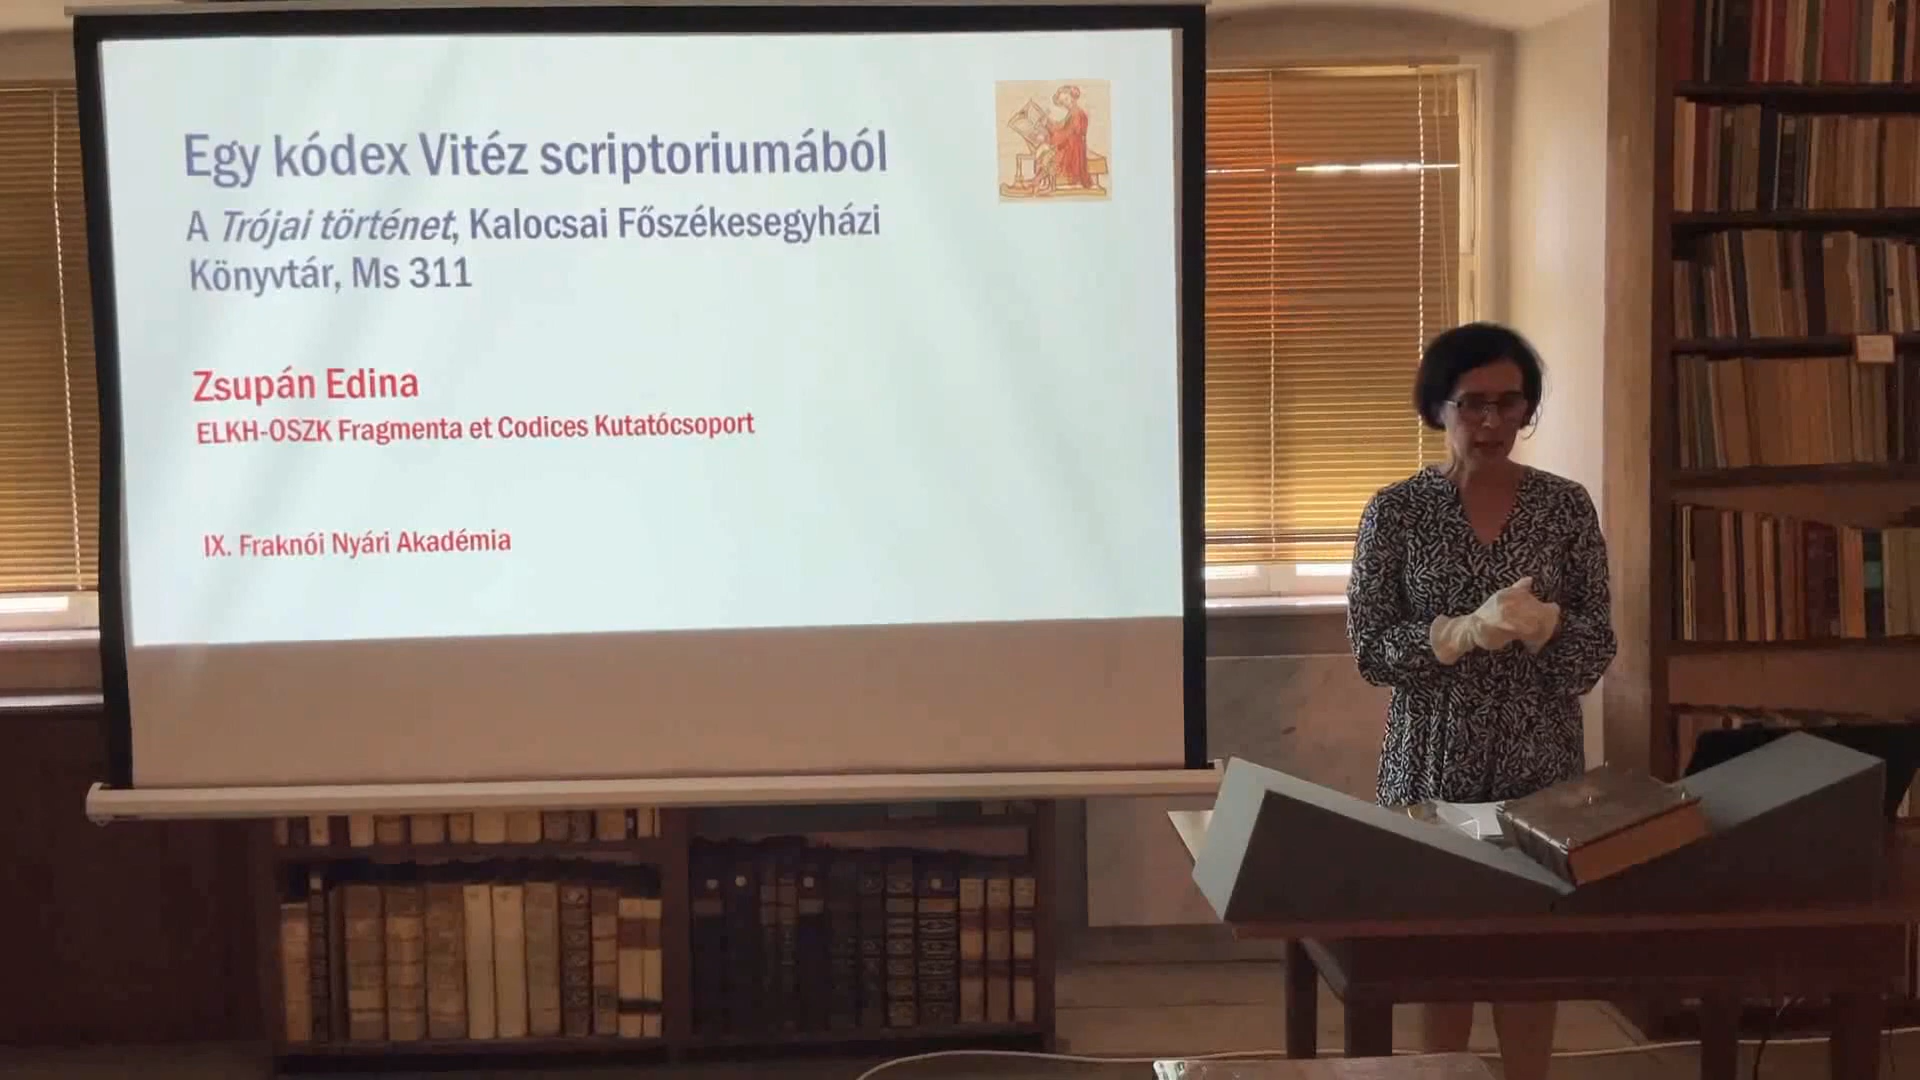 Egy kódex Vitéz scriptoriumából
A Trójai történet, Kalocsai Főszékesegyházi
Könyvtár, Ms 311
Zsupán Edina
ELKH-OSZK Fragmenta et Codices Kutatócsoport
IX. Fraknói Nyári Akadémia